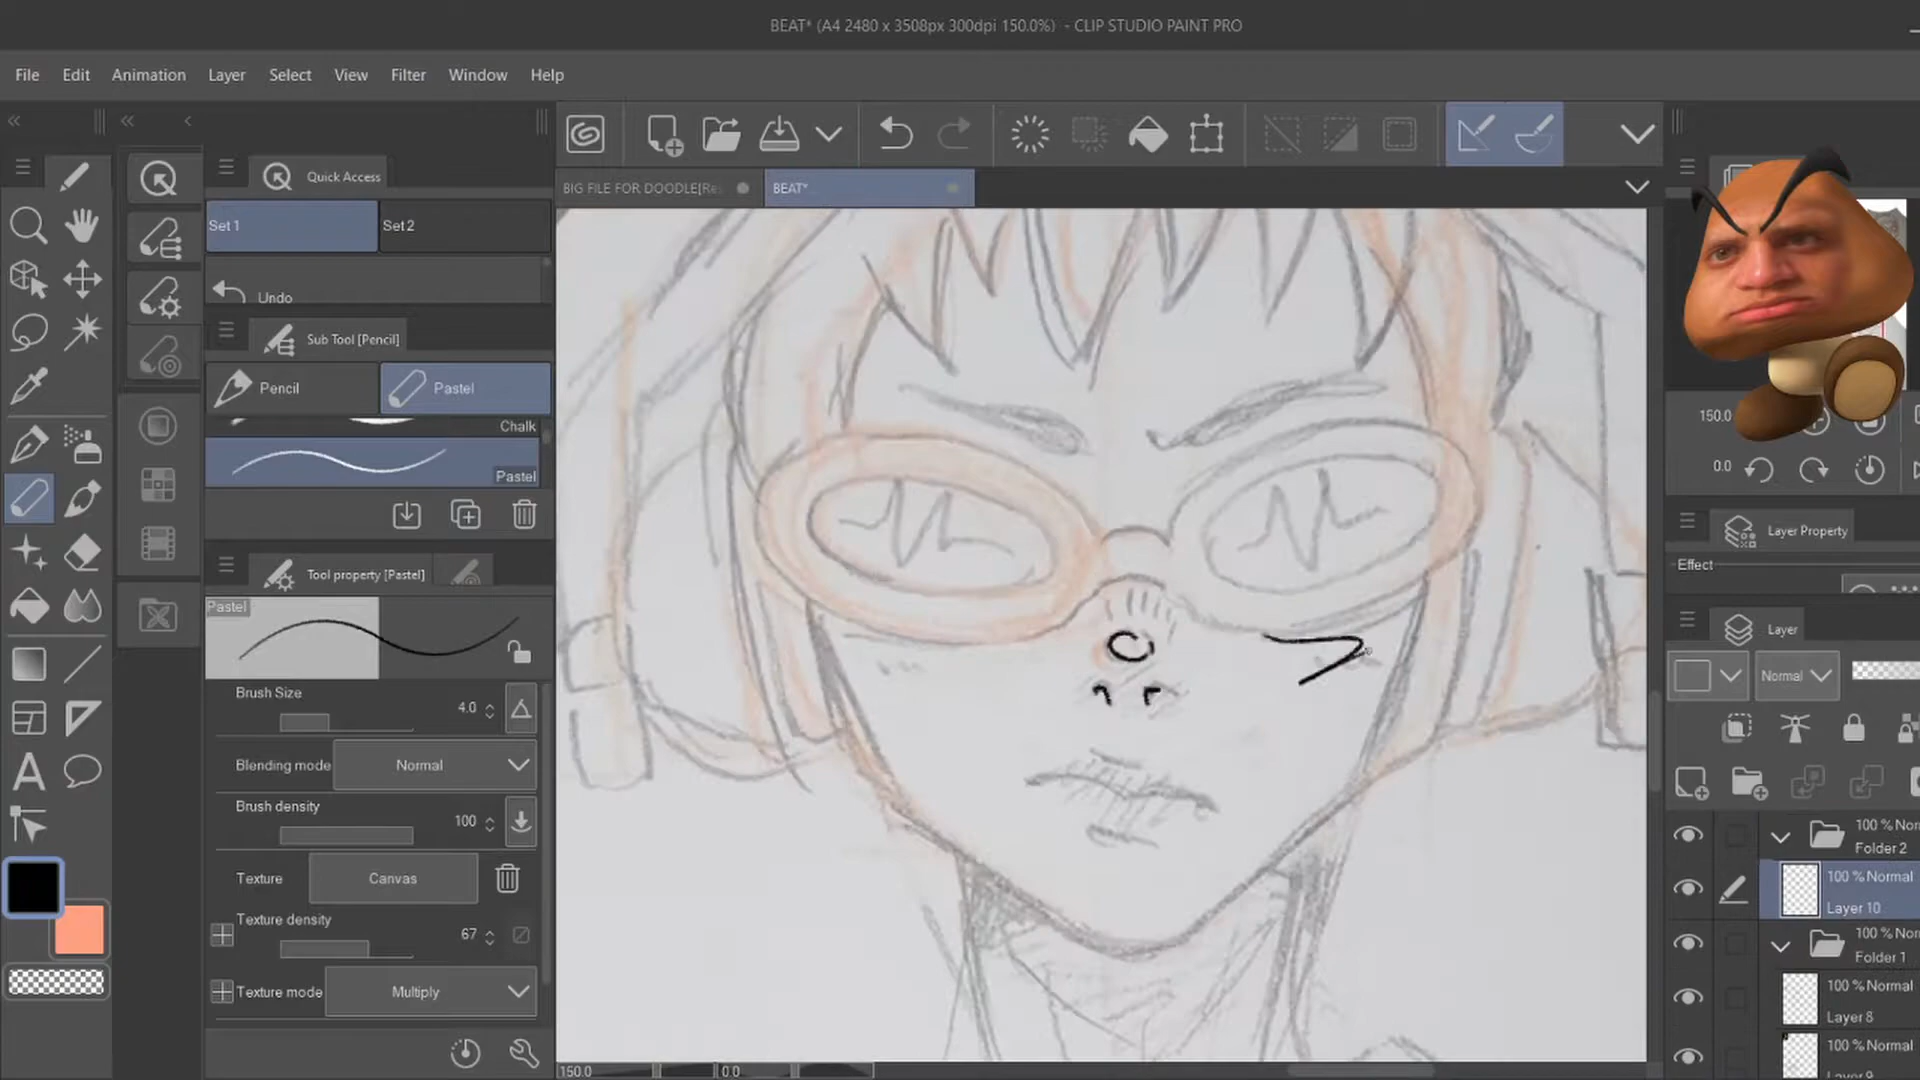 BEAT* (A4 2480 x 3508px 300dpi 150.0%) - CLIP STUDIO PAINT PRO
File Edit Animation Layer Select View Filter Window Help
Quick Access
BIG FILE FOR DOODLE[Re
BEAT*
Set 1
Set 2
Undo
Sub Tool [Pencil]
Pencil
Pastel
Chalk
Pastel
Tool property [Pastel]
Pastel
Brush Size
4.0
Blending mode
Normal
Brush density
100
Texture
Canvas
Texture density
67
Texture mode
Multiply
150.0
0.0
150.0
0.0
Layer Property
Effect
Layer
Normal
100 % Nor
Folder 2
100 % Normal
Layer 10
100 % Nor
Folder 1
100 % Normal
Layer 8
100 % Normal
Layer 9